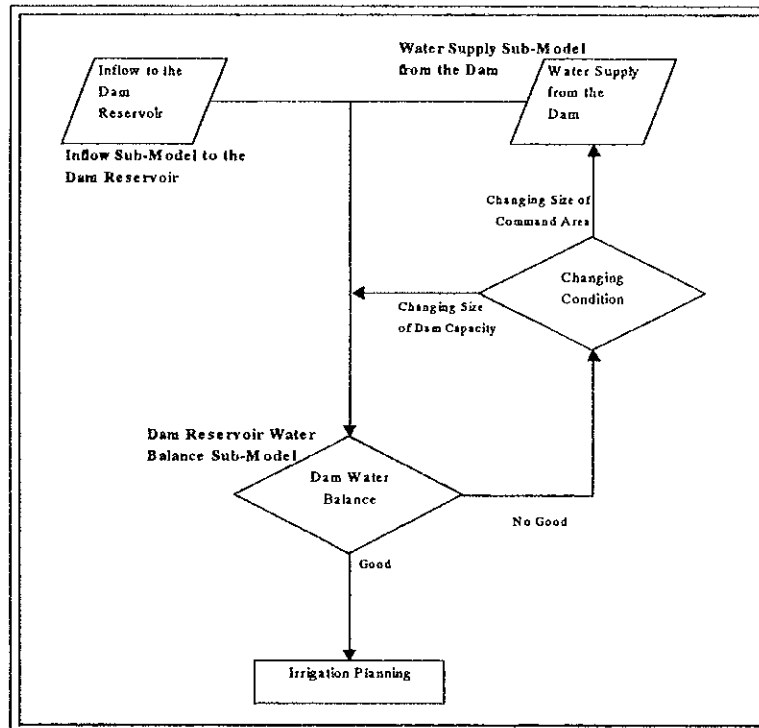 Inflow to the
Dam
Reservoir
Inflow Sub-Model to the
Dam Reservoir
Water Supply Sub-Model
from the Dam
Water Supply
from the
Dam
Changing Size of
Command Area
Changing
Condition
Changing Size
of Dam Capacity
Dam Reservoir Water
Balance Sub-Model
Dam Water
Balance
No Good
Good
Irrigation Planning